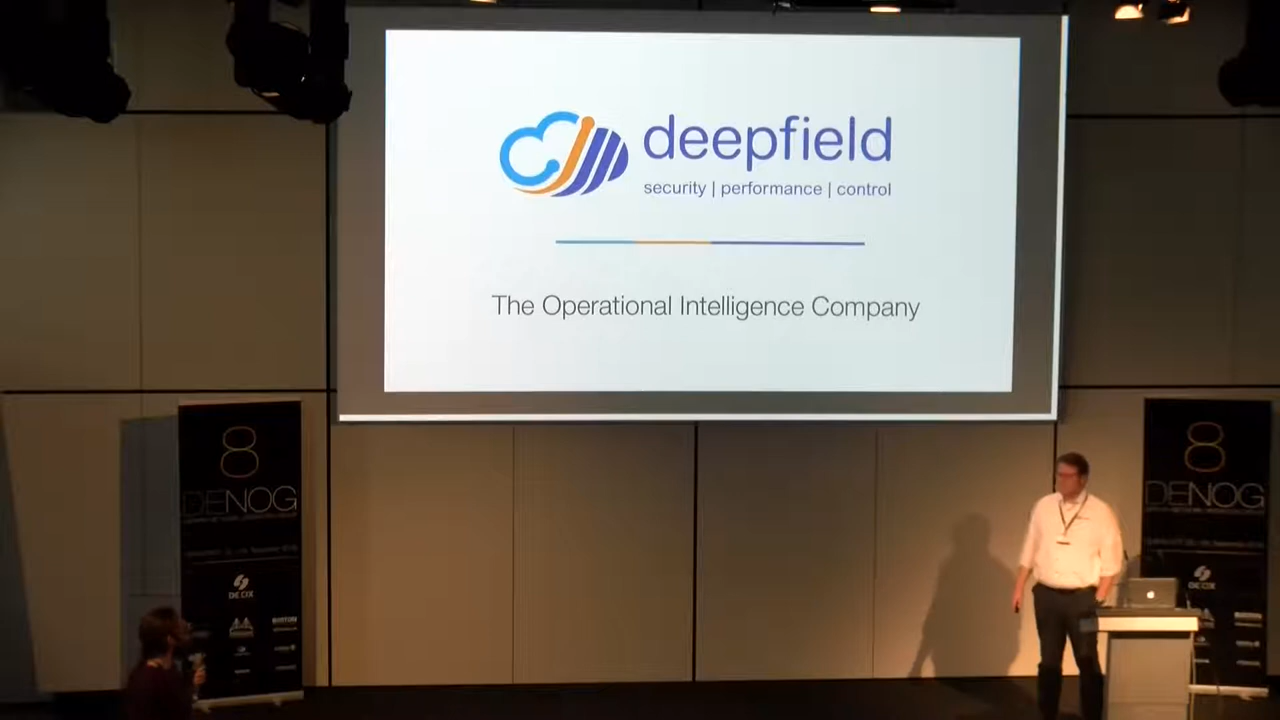 deepfield
security | performance | control
The Operational Intelligence Company
8
DENOG
DE CIX
8
DENOG
DE CIX